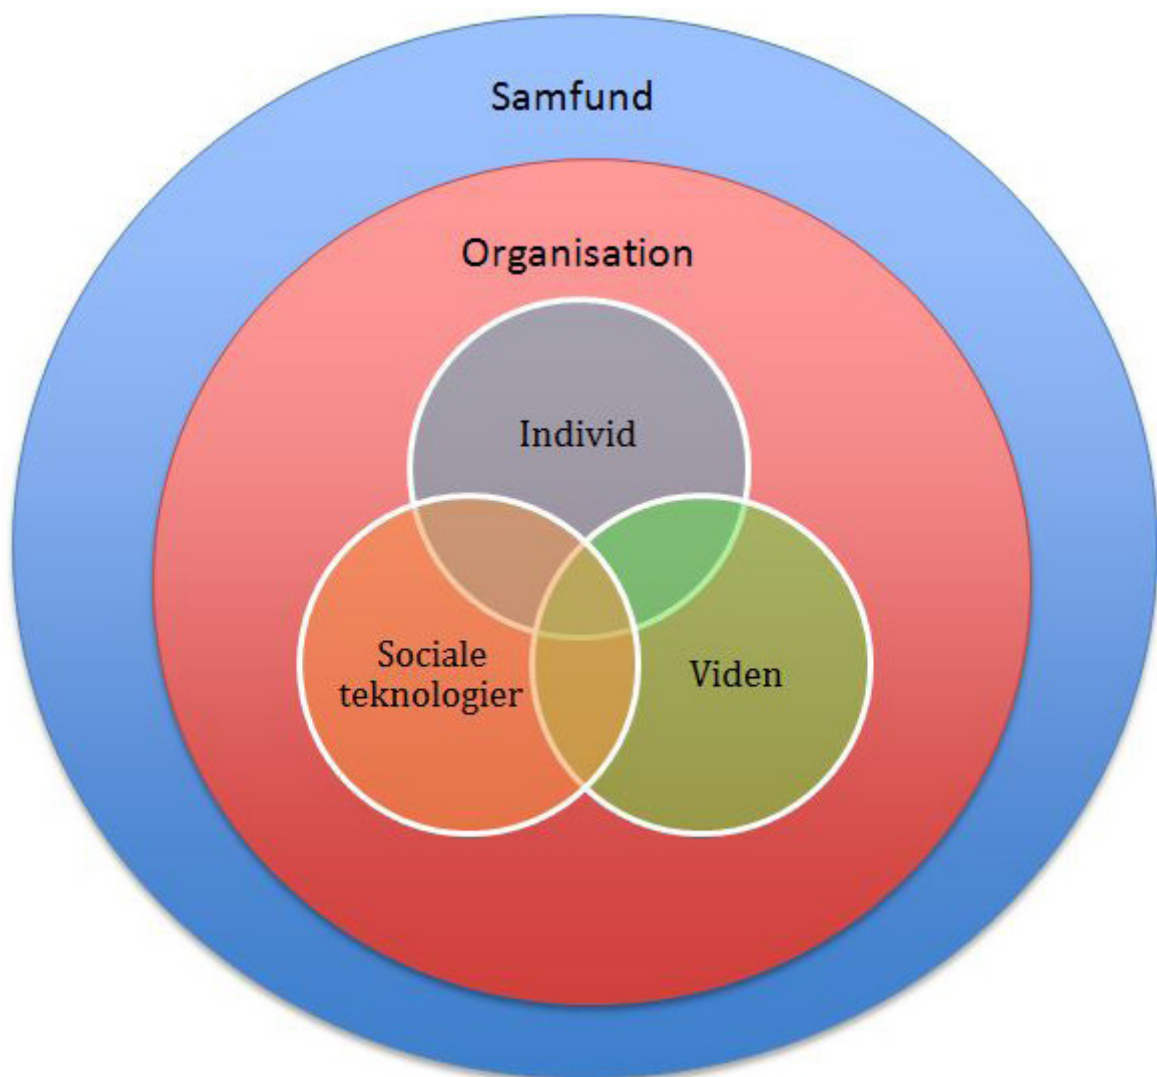 Samfund
Organisation
Individ
Sociale
teknologier
Viden